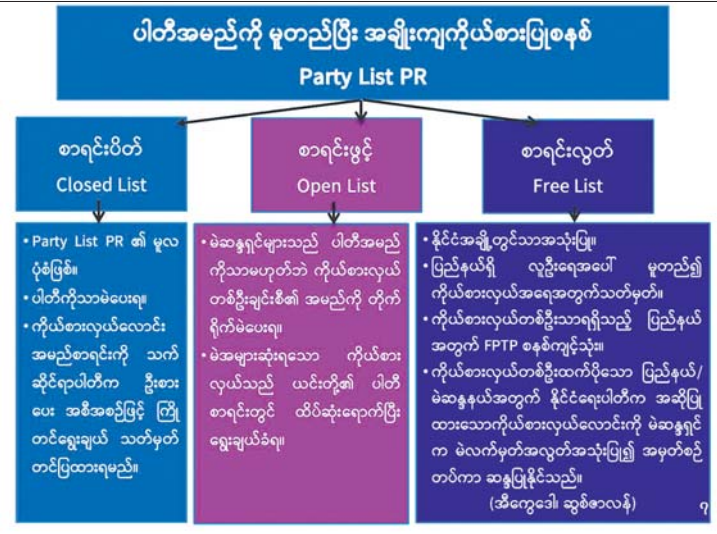 ပါတီအမည်ကို မူတည်ပြီး အချိုးကျကိုယ်စားပြုစနစ်
Party List PR
စာရင်းပိတ်
Closed List
• Party List PR ၏ မူလ
ပုံစံဖြစ်။
• ပါတီကိုသာမဲပေးရ။
• ကိုယ်စားလှယ်လောင်း
အမည်စာရင်းကို သက်
ဆိုင်ရာပါတီက ဦးစား
ပေး အစီအစဉ်ဖြင့် ကြို
တင်ရွေးချယ် သတ်မှတ်
တင်ပြထားရမည်။
စာရင်းဖွင့်
Open List
• မဲဆန္ဒရှင်များသည် ပါတီအမည်
ကိုသာမဟုတ်ဘဲ ကိုယ်စားလှယ်
တစ်ဦးချင်းစီ၏ အမည်ကို တိုက်
ရိုက်မဲပေးရ။
• မဲအများဆုံးရသော ကိုယ်စား
လှယ်သည် ယင်းတို့၏ ပါတီ
စာရင်းတွင် ထိပ်ဆုံးရောက်ပြီး
ရွေးချယ်ခံရ။
စာရင်းလွတ်
Free List
• နိုင်ငံအချို့တွင်သာအသုံးပြု။
• ပြည်နယ်ရှိ လူဦးရေအပေါ် မူတည်၍
ကိုယ်စားလှယ်အရေအတွက်သတ်မှတ်။
• ကိုယ်စားလှယ်တစ်ဦးသာရရှိသည့် ပြည်နယ်
အတွက် FPTP စနစ်ကျင့်သုံး။
• ကိုယ်စားလှယ်တစ်ဦးထက်ပိုသော ပြည်နယ်/
မဲဆန္ဒနယ်အတွက် နိုင်ငံရေးပါတီက အဆိုပြု
ထားသောကိုယ်စားလှယ်လောင်းကို မဲဆန္ဒရှင်
က မဲလက်မှတ်အလွတ်အသုံးပြု၍ အမှတ်စဉ်
တပ်ကာ ဆန္ဒပြုနိုင်သည်။
(အီကွေဒေါ၊ ဆွစ်ဇာလန်)
၇